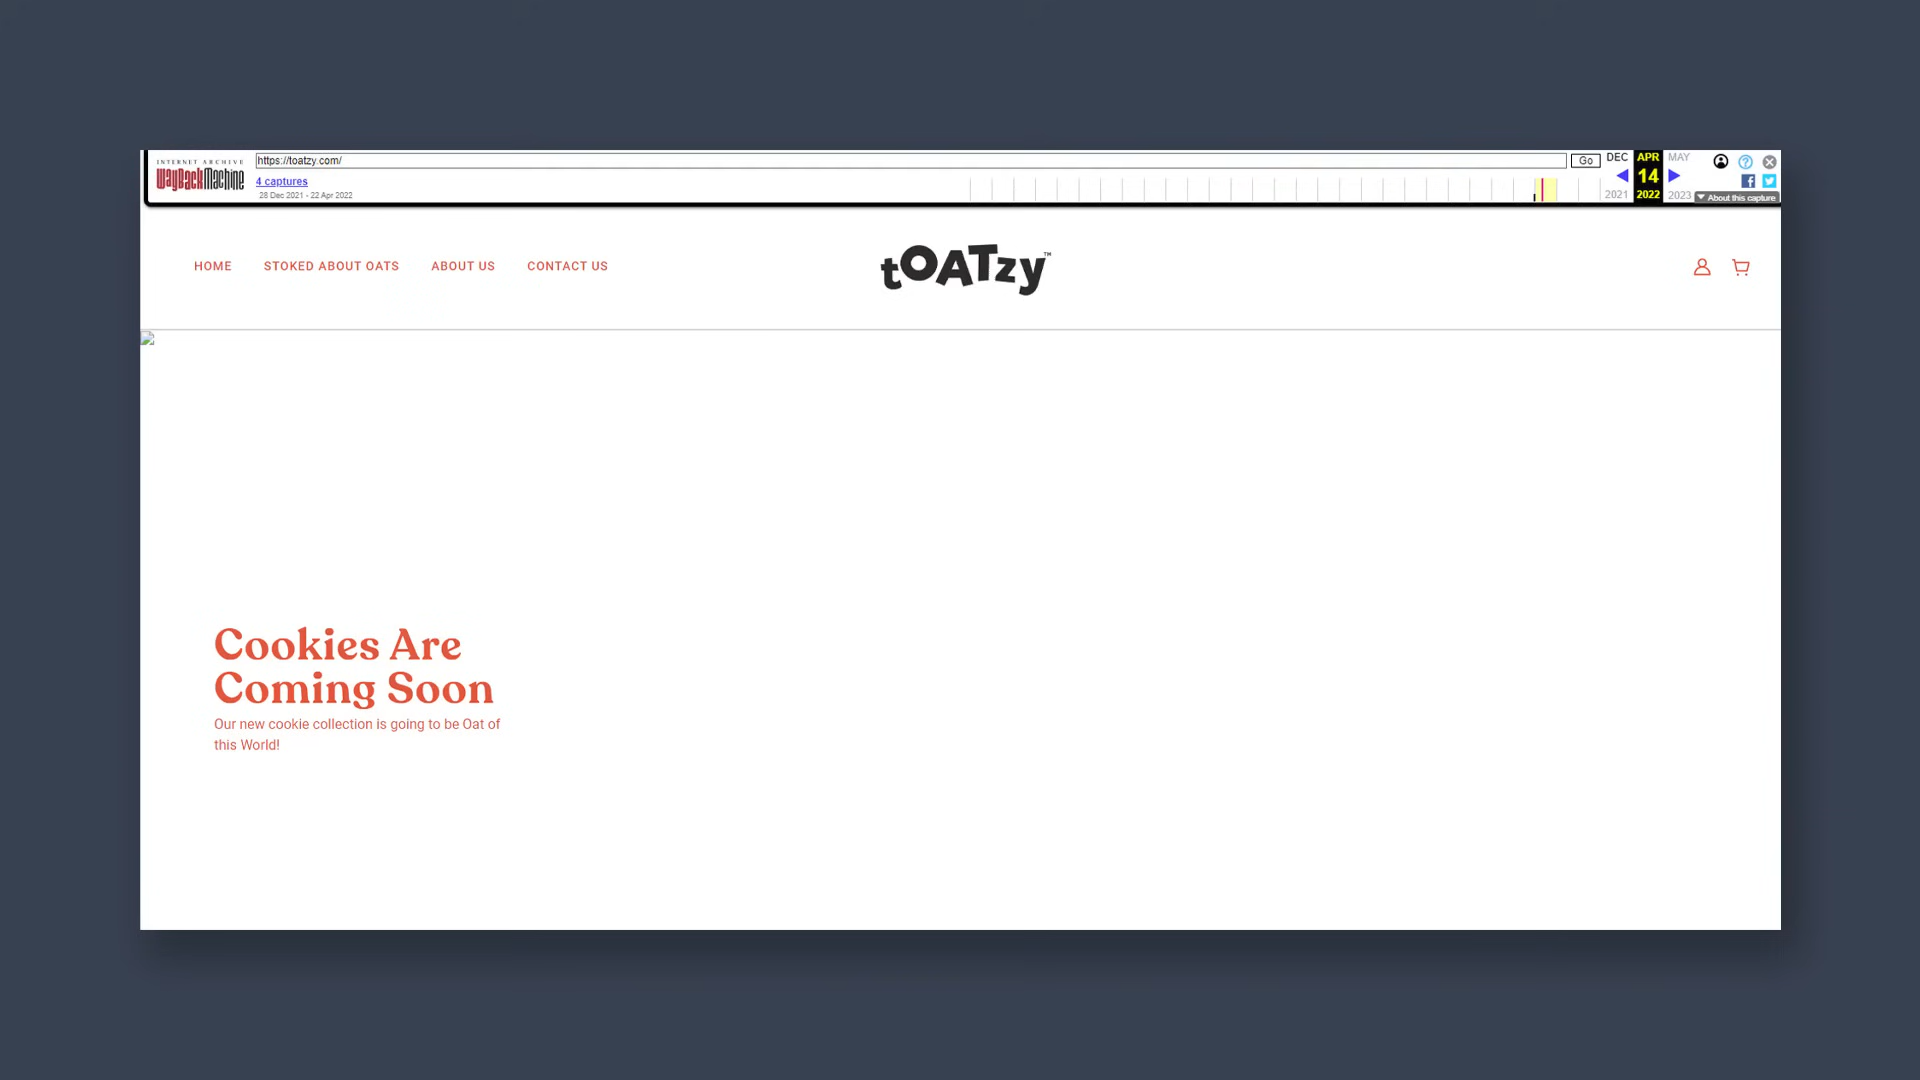 INTERNET ARCHIVE
WayBackMachine
https://toatzy.com/
Go
4 captures
28 Dec 2021 - 22 Apr 2022
DEC
APR
MAY
14
2021
2022
2023
About this capture
HOME
STOKED ABOUT OATS
ABOUT US
CONTACT US
tOATzy™
Cookies Are
Coming Soon
Our new cookie collection is going to be Oat of
this World!